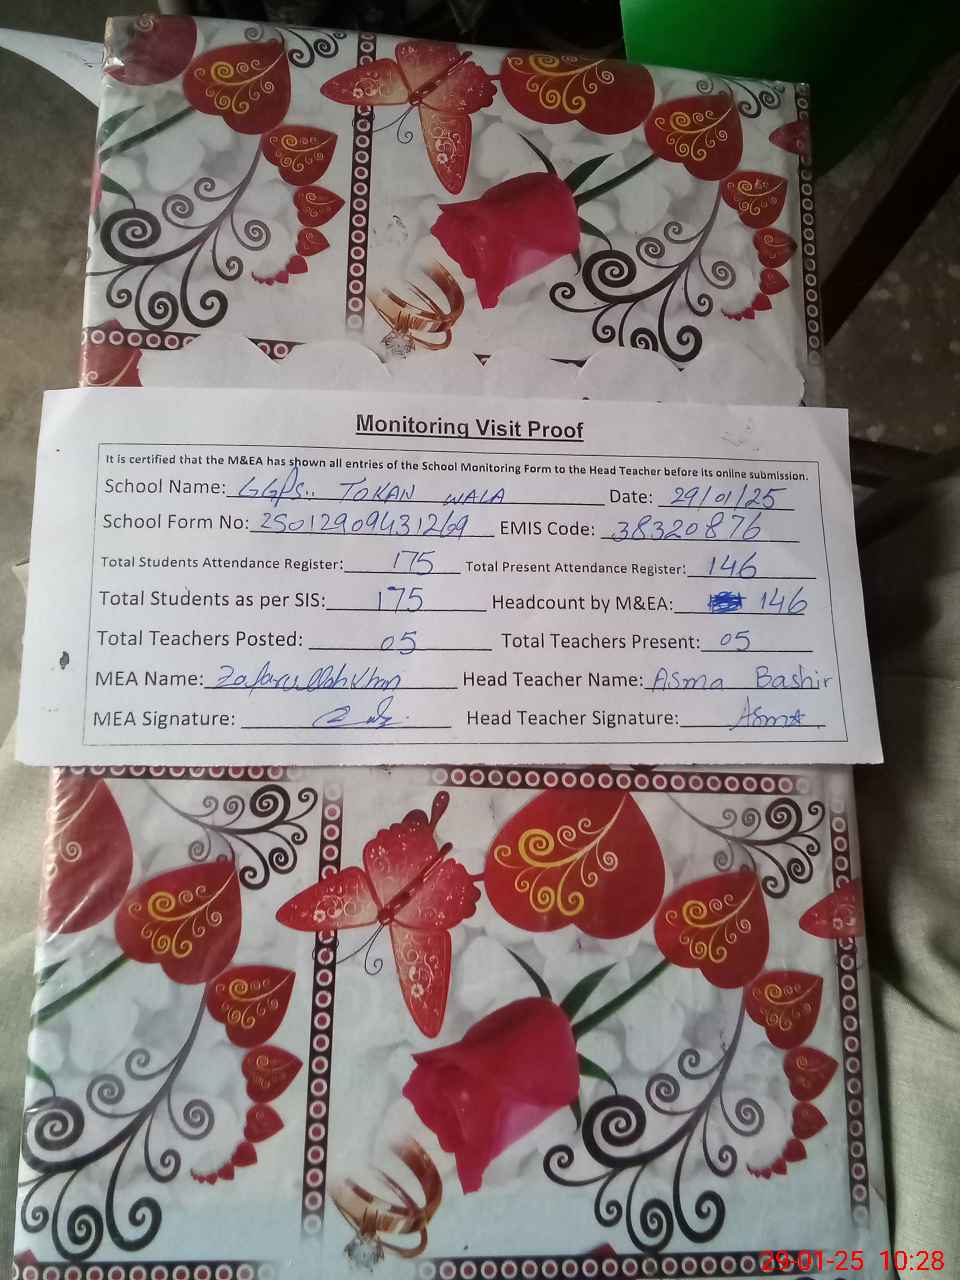 Monitoring Visit Proof
It is certified that the M&EA has shown all entries of the School Monitoring Form to the Head Teacher before its online submission.
School Name: GGPS.. TOKAN WALA Date: 29/01/25
School Form No: 25012909431269 EMIS Code: 38320876
Total Students Attendance Register: 175 Total Present Attendance Register: 146
Total Students as per SIS: 175 Headcount by M&EA: 146
Total Teachers Posted: 05 Total Teachers Present: 05
MEA Name: Zafarullah Khan Head Teacher Name: Asma Bashir
MEA Signature: Head Teacher Signature: Asma
29-01-25 10:28